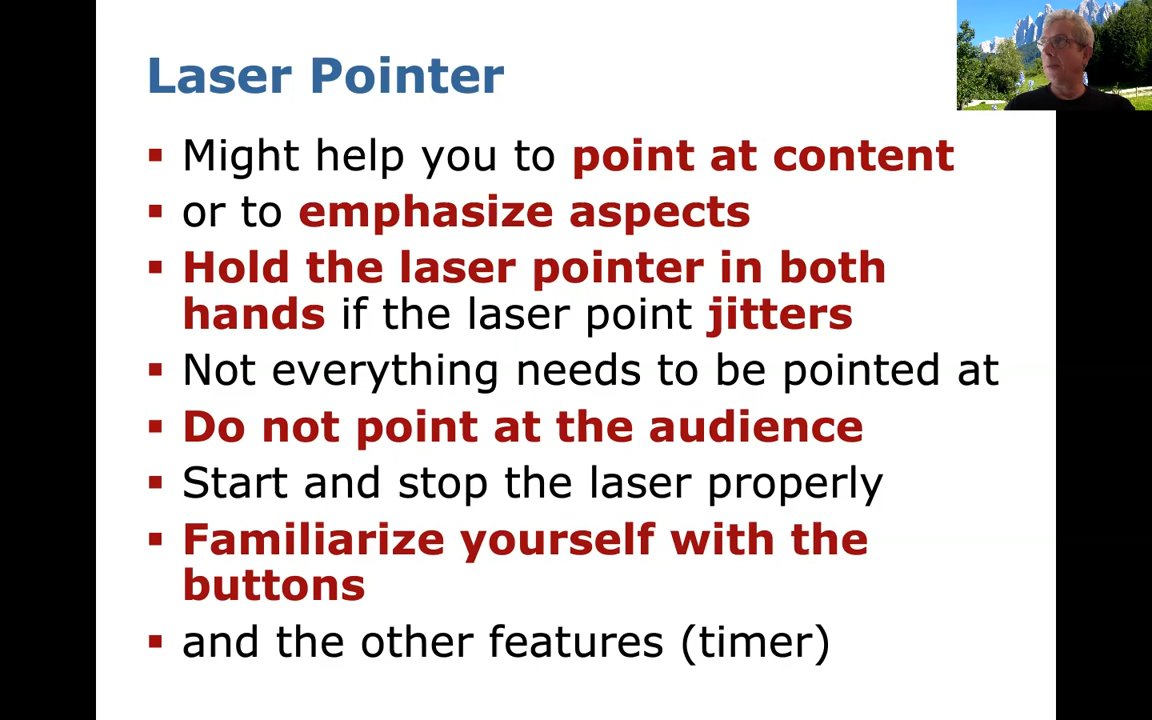 Laser Pointer
▪ Might help you to point at content
▪ or to emphasize aspects
▪ Hold the laser pointer in both
hands if the laser point jitters
▪ Not everything needs to be pointed at
▪ Do not point at the audience
▪ Start and stop the laser properly
▪ Familiarize yourself with the
buttons
▪ and the other features (timer)